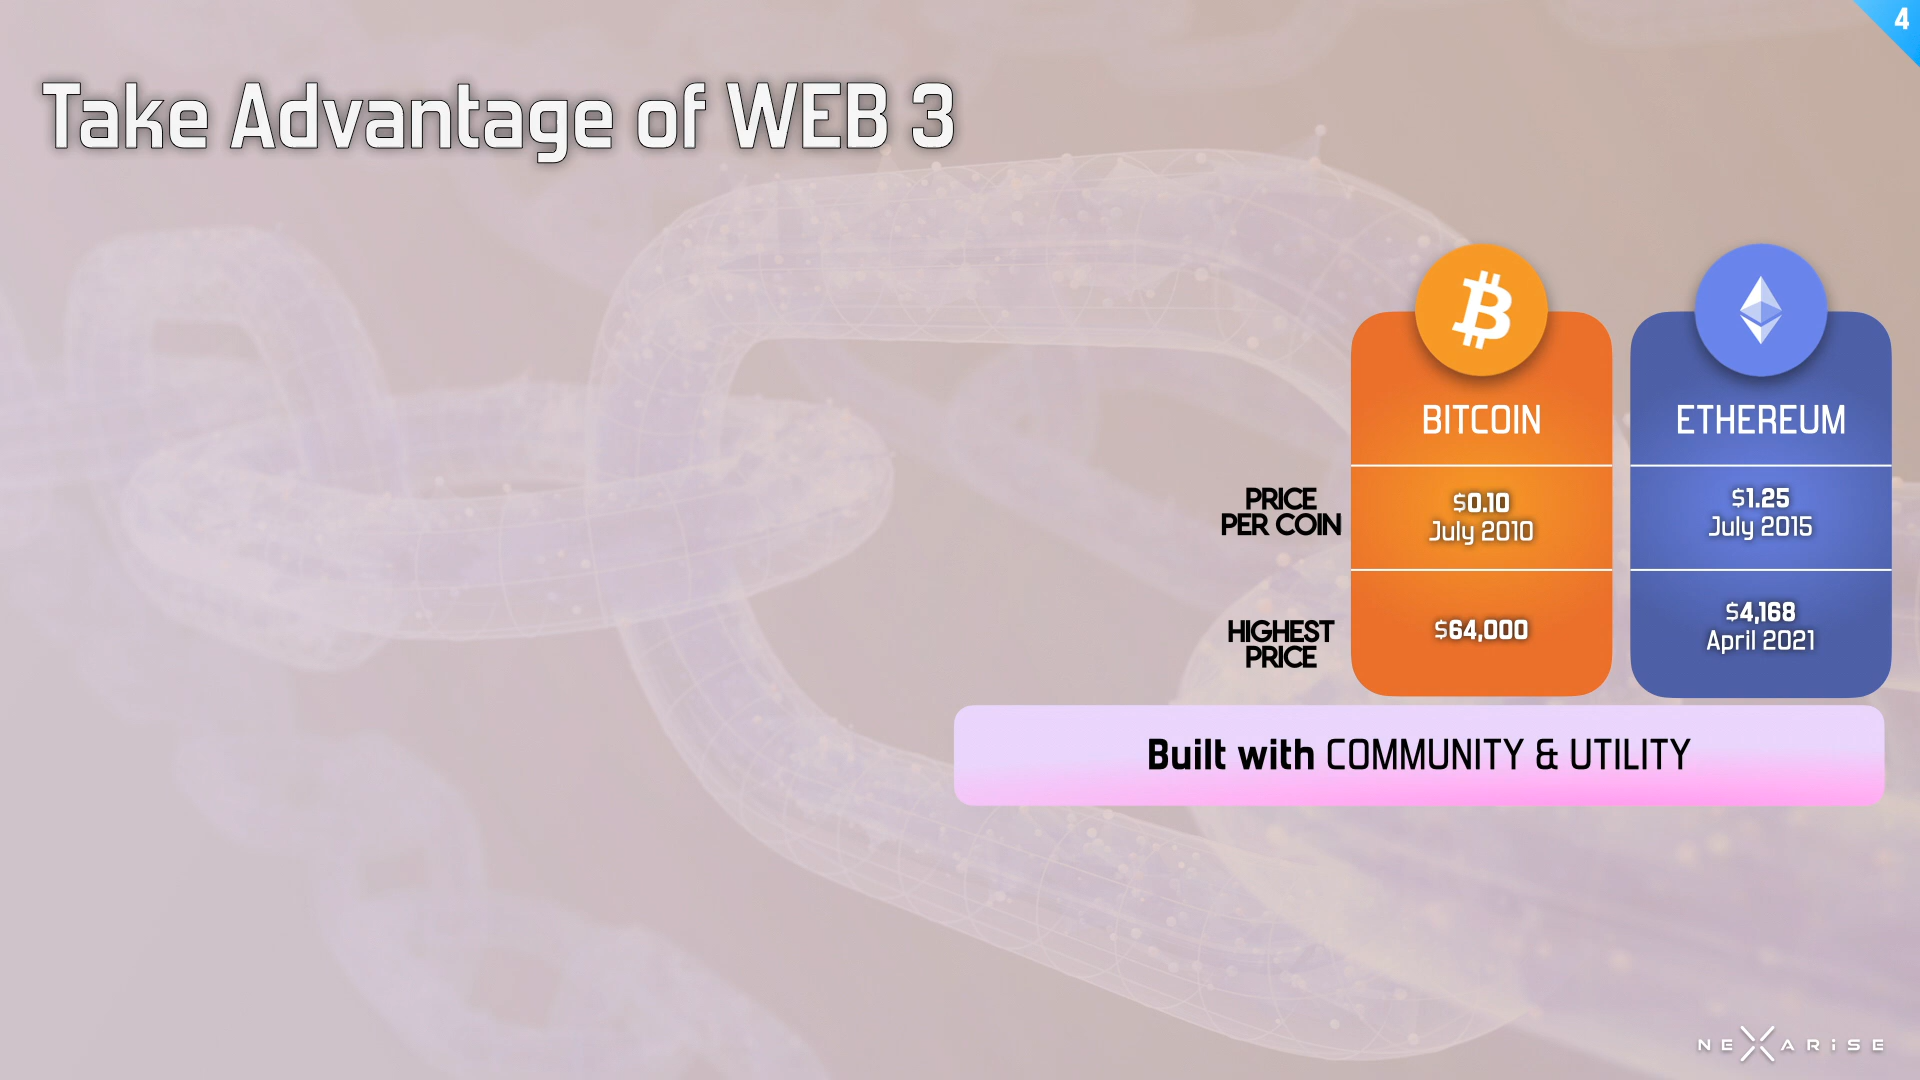 4
Take Advantage of WEB 3
BITCOIN
ETHEREUM
PRICE
PER COIN
$0.10
July 2010
$1.25
July 2015
HIGHEST
PRICE
$64,000
$4,168
April 2021
Built with COMMUNITY & UTILITY
NEXARiSE